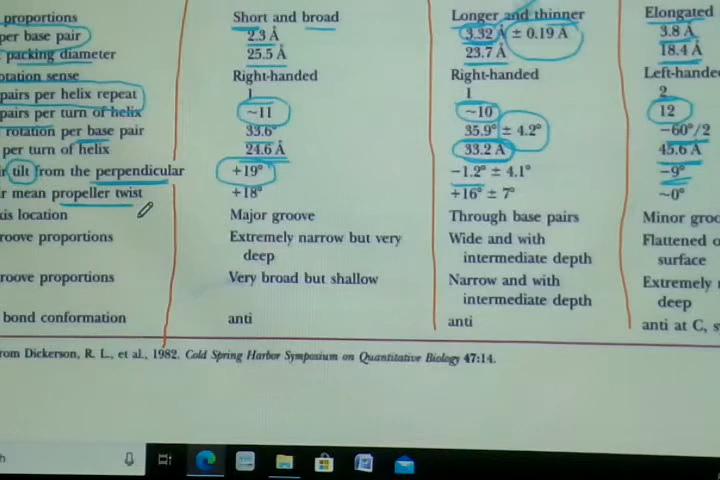 proportions Short and broad Longer and thinner Elongated
per base pair 2.3 Å 3.32 Å ± 0.19 Å 3.8 Å
packing diameter 25.5 Å 23.7 Å 18.4 Å
otation sense Right-handed Right-handed Left-hande
pairs per helix repeat 1 1 2
pairs per turn of helix ~11 ~10 12
rotation per base pair 33.6° 35.9° ± 4.2° −60°/2
per turn of helix 24.6 Å 33.2 Å 45.6 Å
r tilt from the perpendicular +19° −1.2° ± 4.1° −9°
r mean propeller twist +18° +16° ± 7° ~0°
xis location Major groove Through base pairs Minor groo
roove proportions Extremely narrow but very Wide and with Flattened o
deep intermediate depth surface
roove proportions Very broad but shallow Narrow and with Extremely
intermediate depth deep
bond conformation anti anti anti at C, s
rom Dickerson, R. L., et al., 1982. Cold Spring Harbor Symposium on Quantitative Biology 47:14.
h